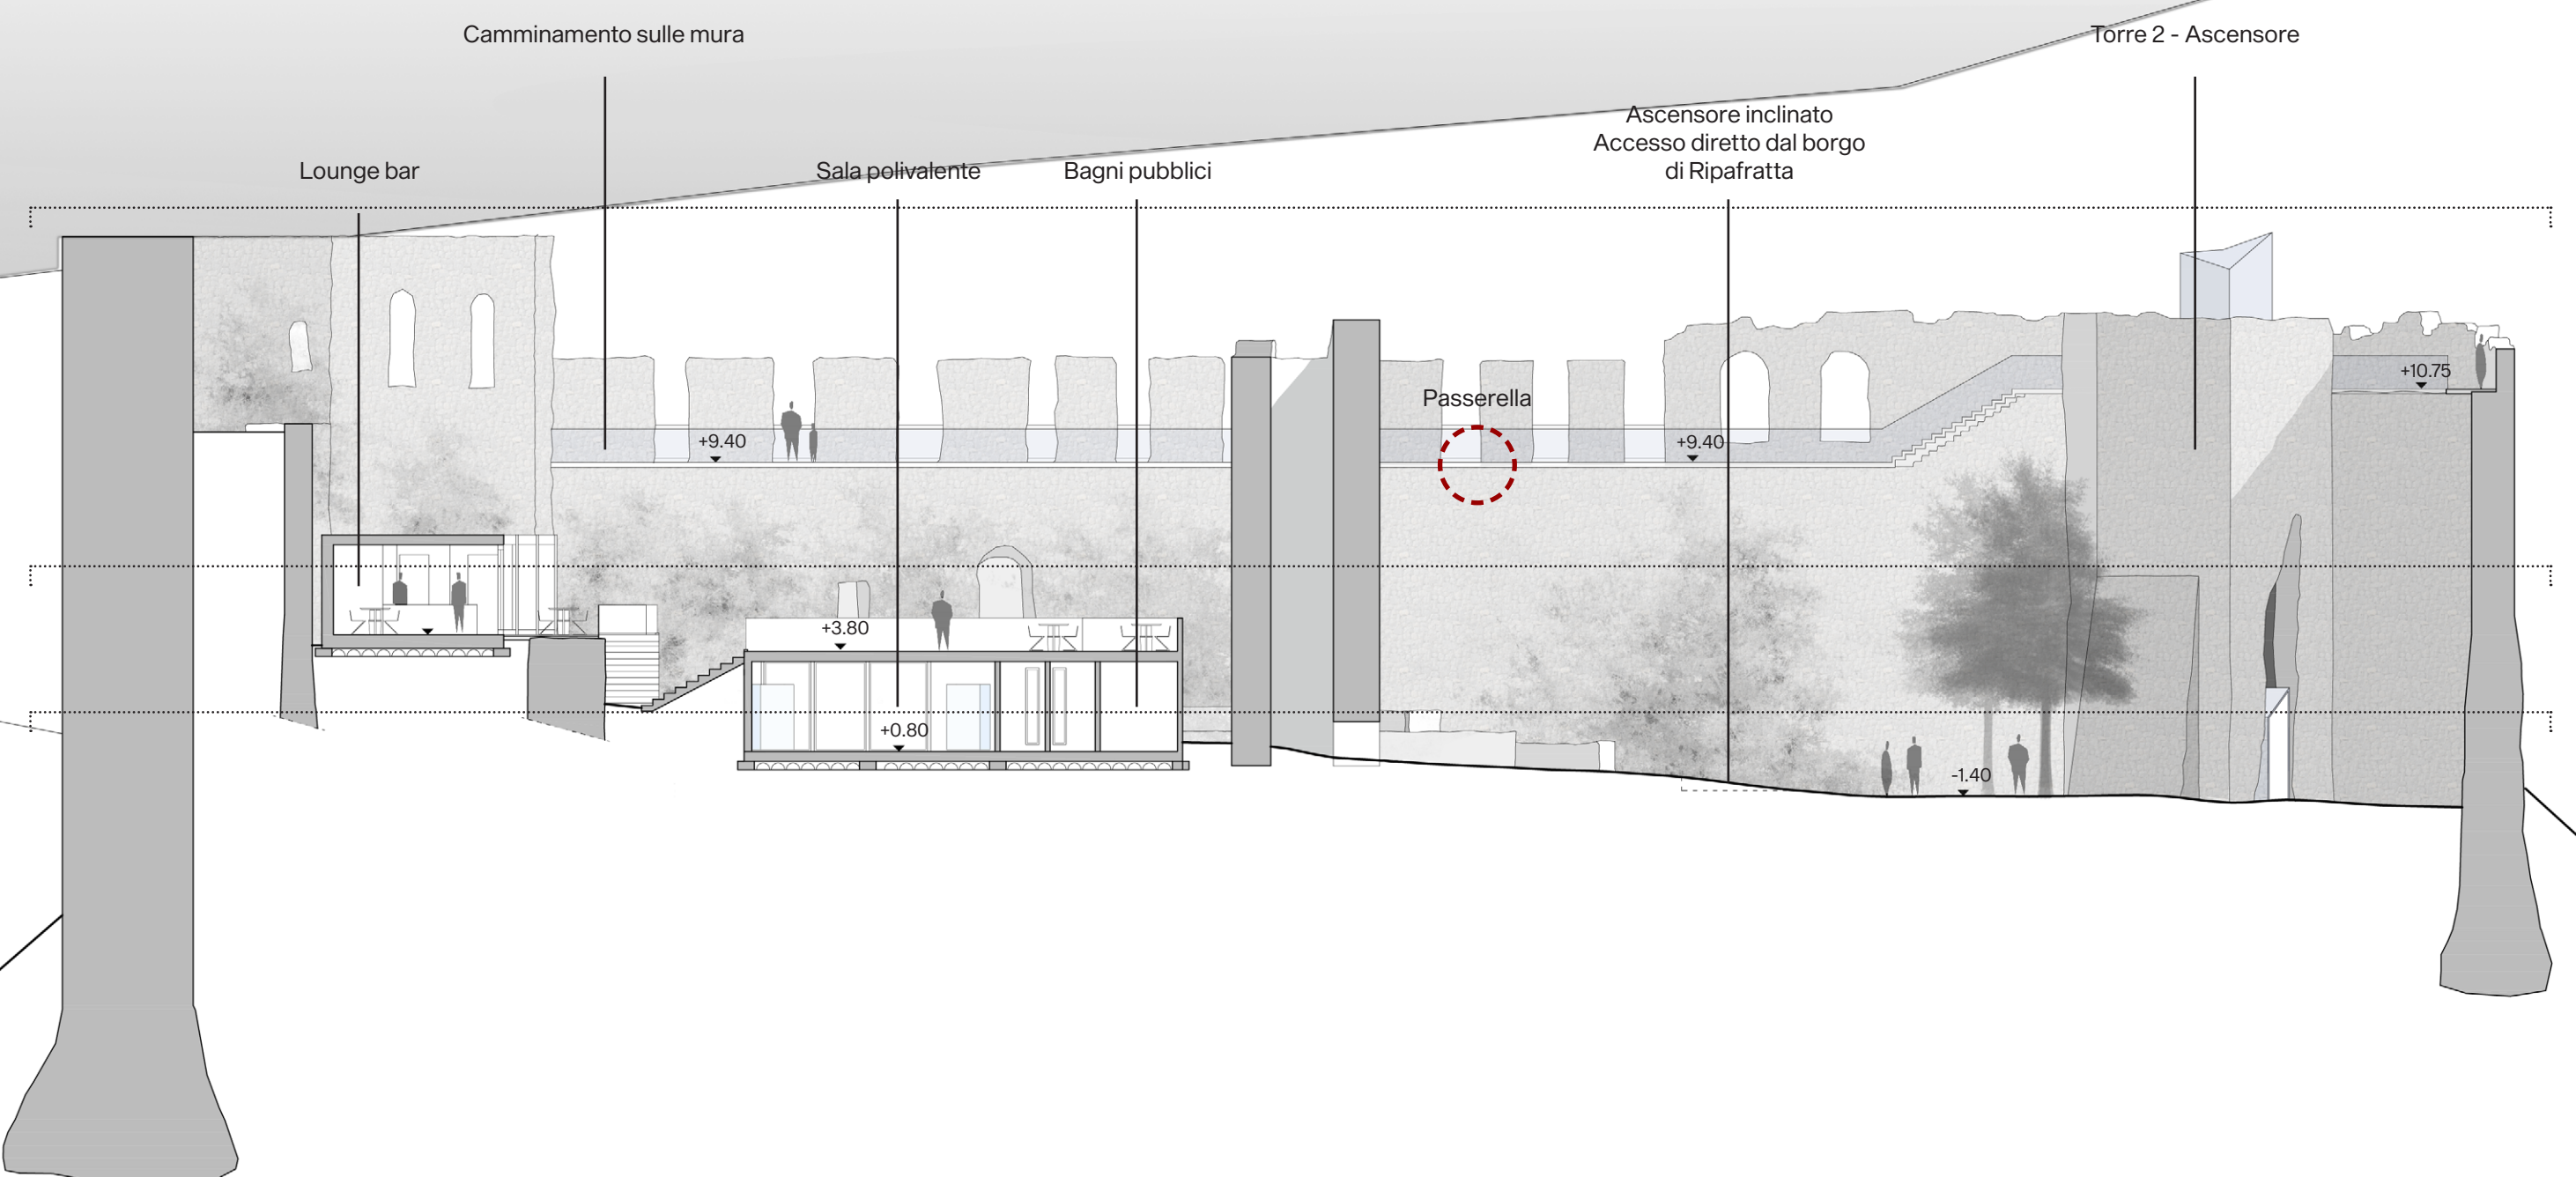 Camminamento sulle mura
Torre 2 - Ascensore
Ascensore inclinato
Accesso diretto dal borgo
di Ripafratta
Lounge bar
Sala polivalente
Bagni pubblici
Passerella
+10.75
+9.40
+9.40
+3.80
+0.80
-1.40